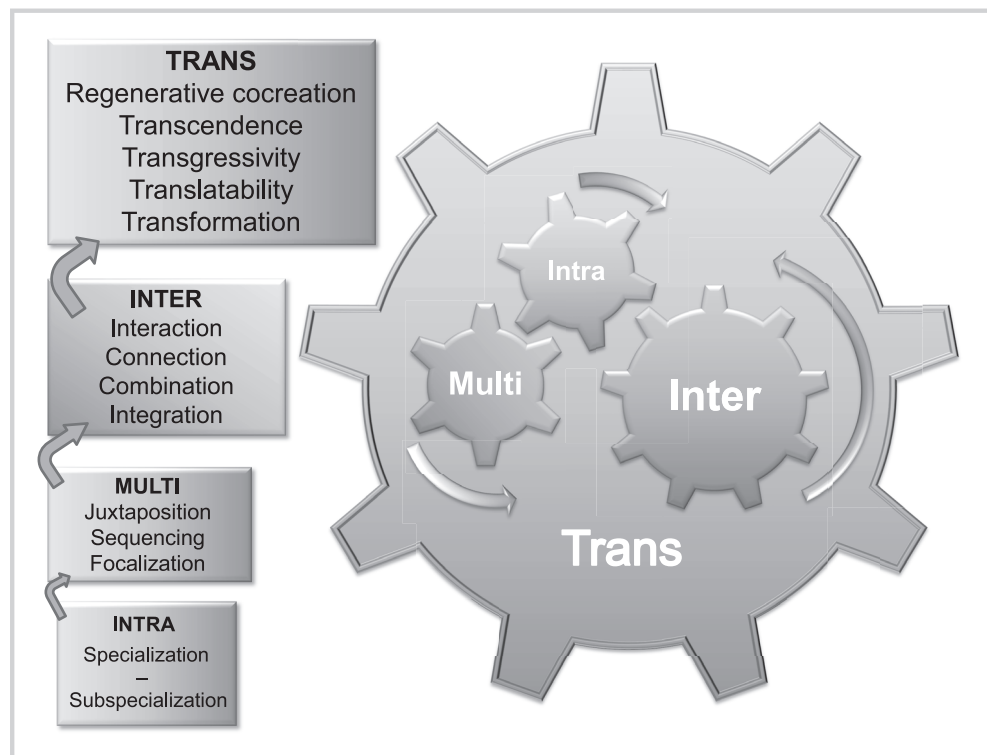 TRANS
Regenerative cocreation
Transcendence
Transgressivity
Translatability
Transformation
INTER
Interaction
Connection
Combination
Integration
MULTI
Juxtaposition
Sequencing
Focalization
INTRA
Specialization
–
Subspecialization
Intra
Multi
Inter
Trans